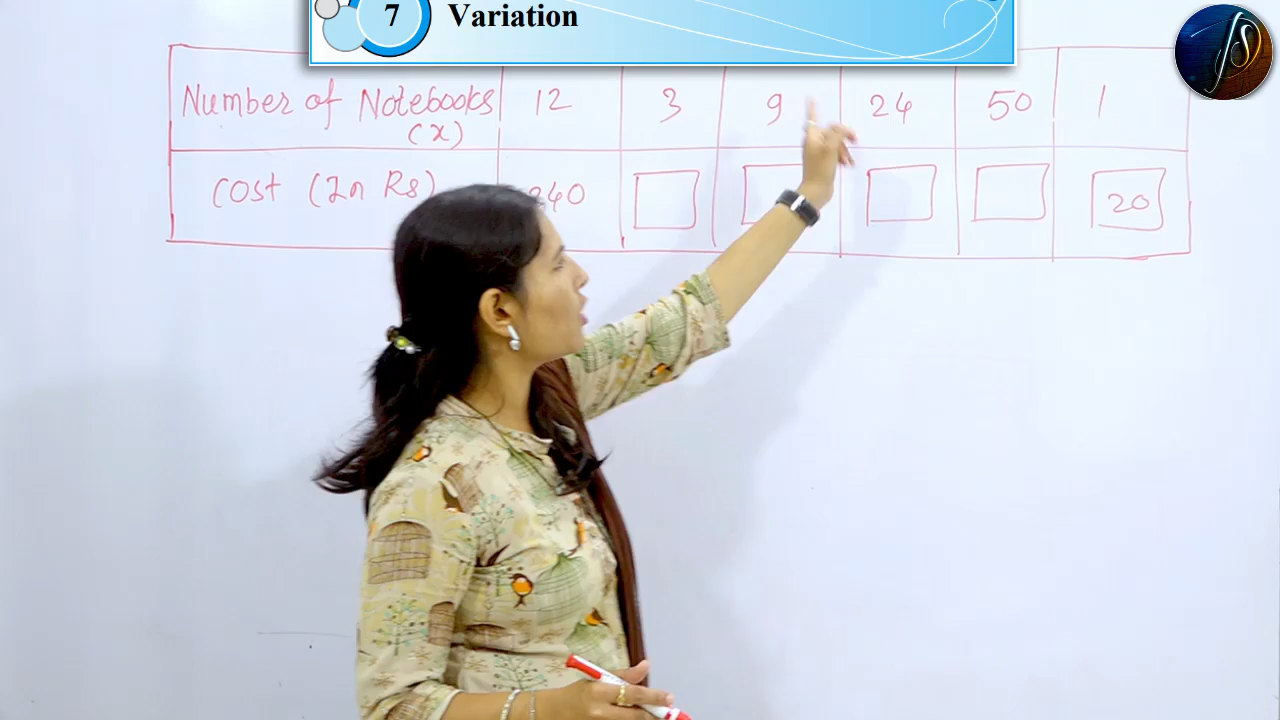 7 Variation
Number of Notebooks 12 3 9 24 50 1
(x)
Cost (In Rs) 240 20